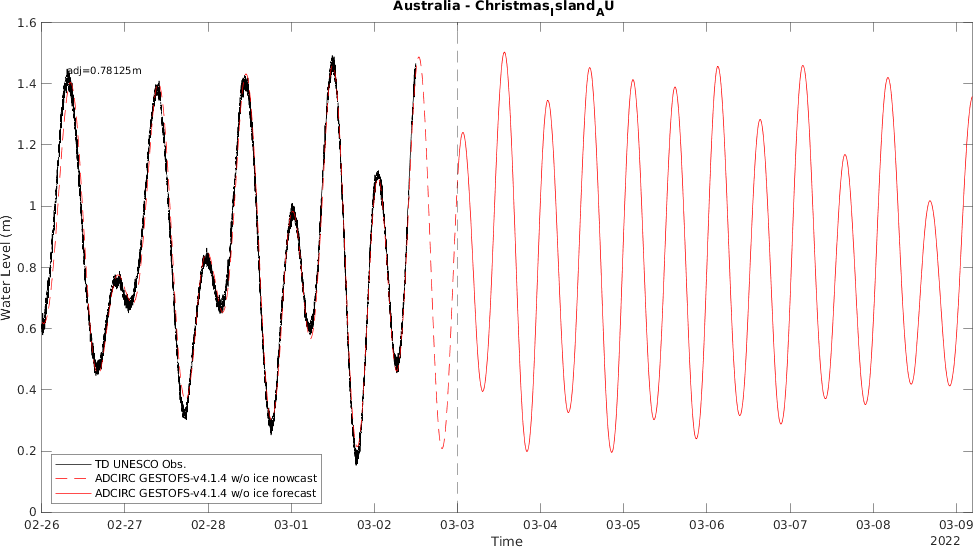 Australia - Christmas_Island_AU
1.6
1.4
1.2
1
0.8
0.6
0.4
0.2
0
Water Level (m)
adj=0.78125m
TD UNESCO Obs.
ADCIRC GESTOFS-v4.1.4 w/o ice nowcast
ADCIRC GESTOFS-v4.1.4 w/o ice forecast
02-26 02-27 02-28 03-01 03-02 03-03 03-04 03-05 03-06 03-07 03-08 03-09
Time
2022